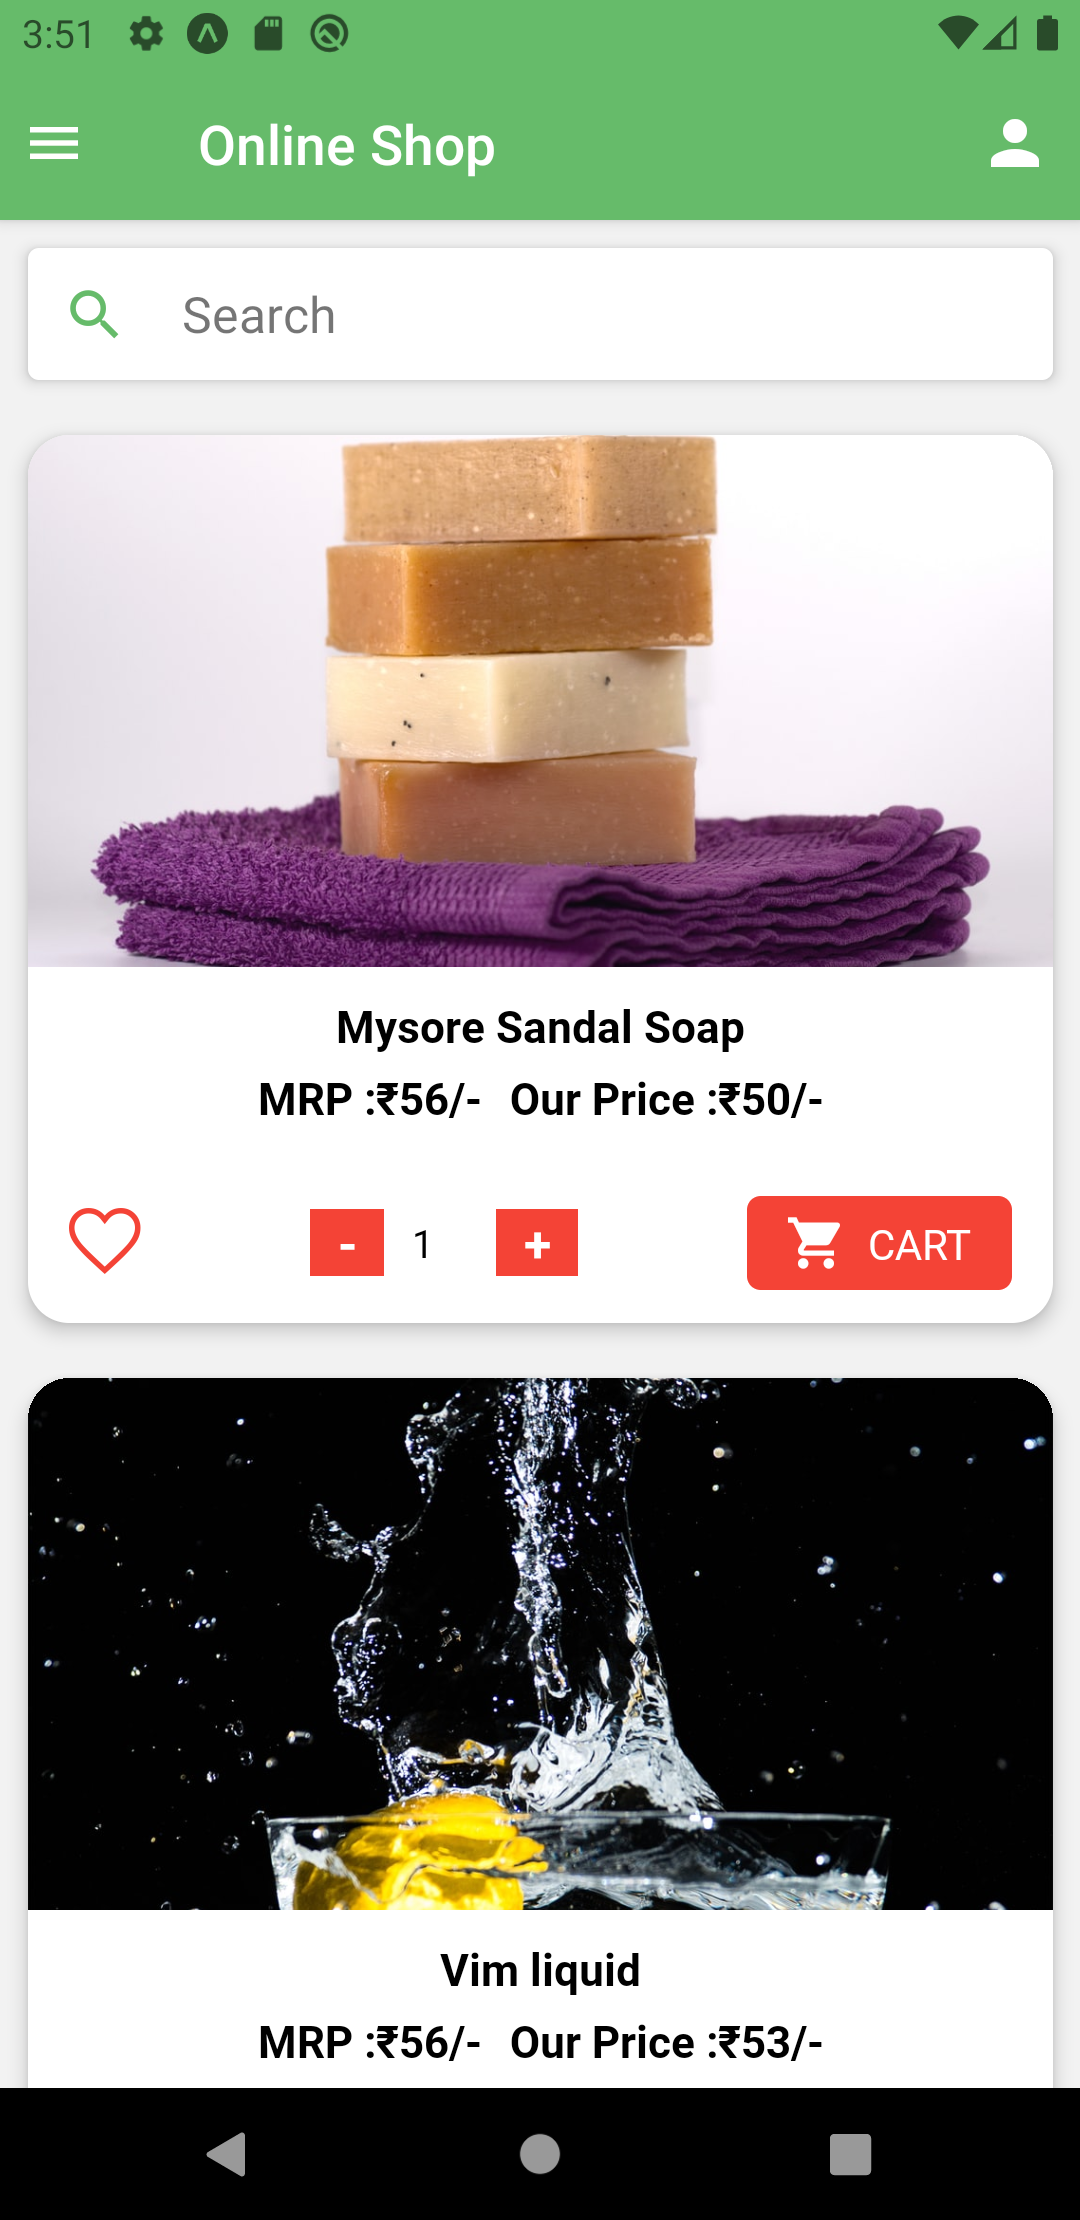 3:51
Online Shop
Search
Mysore Sandal Soap
MRP :₹56/- Our Price :₹50/-
- 1 + CART
Vim liquid
MRP :₹56/- Our Price :₹53/-